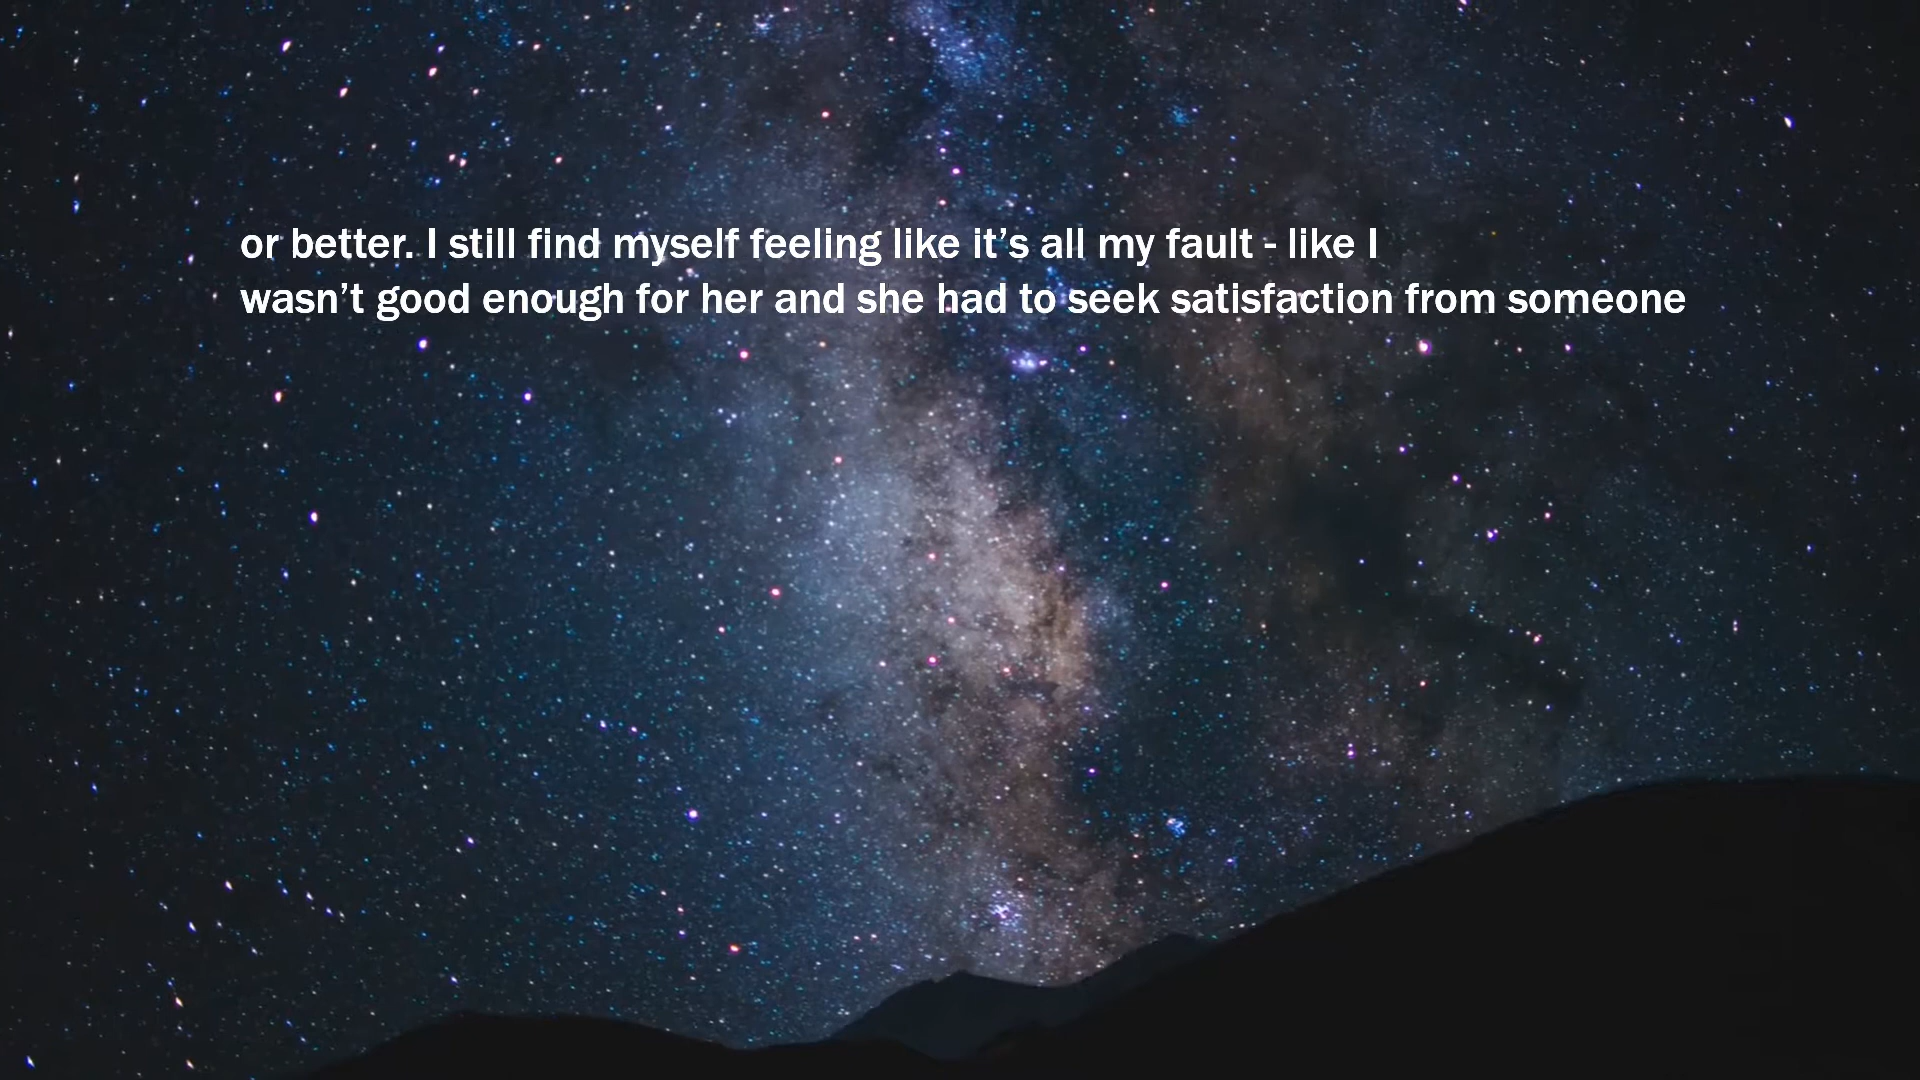 or better. I still find myself feeling like it’s all my fault - like I
wasn’t good enough for her and she had to seek satisfaction from someone